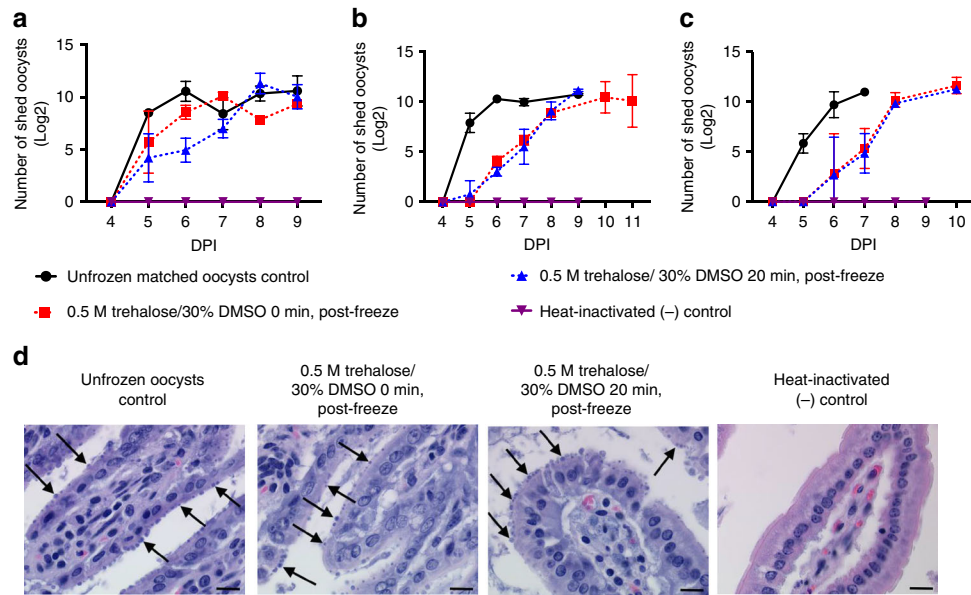 a
b
c
Number of shed oocysts
(Log2)
15
10
5
0
4 5 6 7 8 9
DPI
Number of shed oocysts
(Log2)
15
10
5
0
4 5 6 7 8 9 10 11
DPI
Number of shed oocysts
(Log2)
15
10
5
0
4 5 6 7 8 9 10
DPI
Unfrozen matched oocysts control
0.5 M trehalose/ 30% DMSO 20 min, post-freeze
0.5 M trehalose/30% DMSO 0 min, post-freeze
Heat-inactivated (–) control
d
Unfrozen oocysts
control
0.5 M trehalose/
30% DMSO 0 min,
post-freeze
0.5 M trehalose/
30% DMSO 20 min,
post-freeze
Heat-inactivated
(–) control